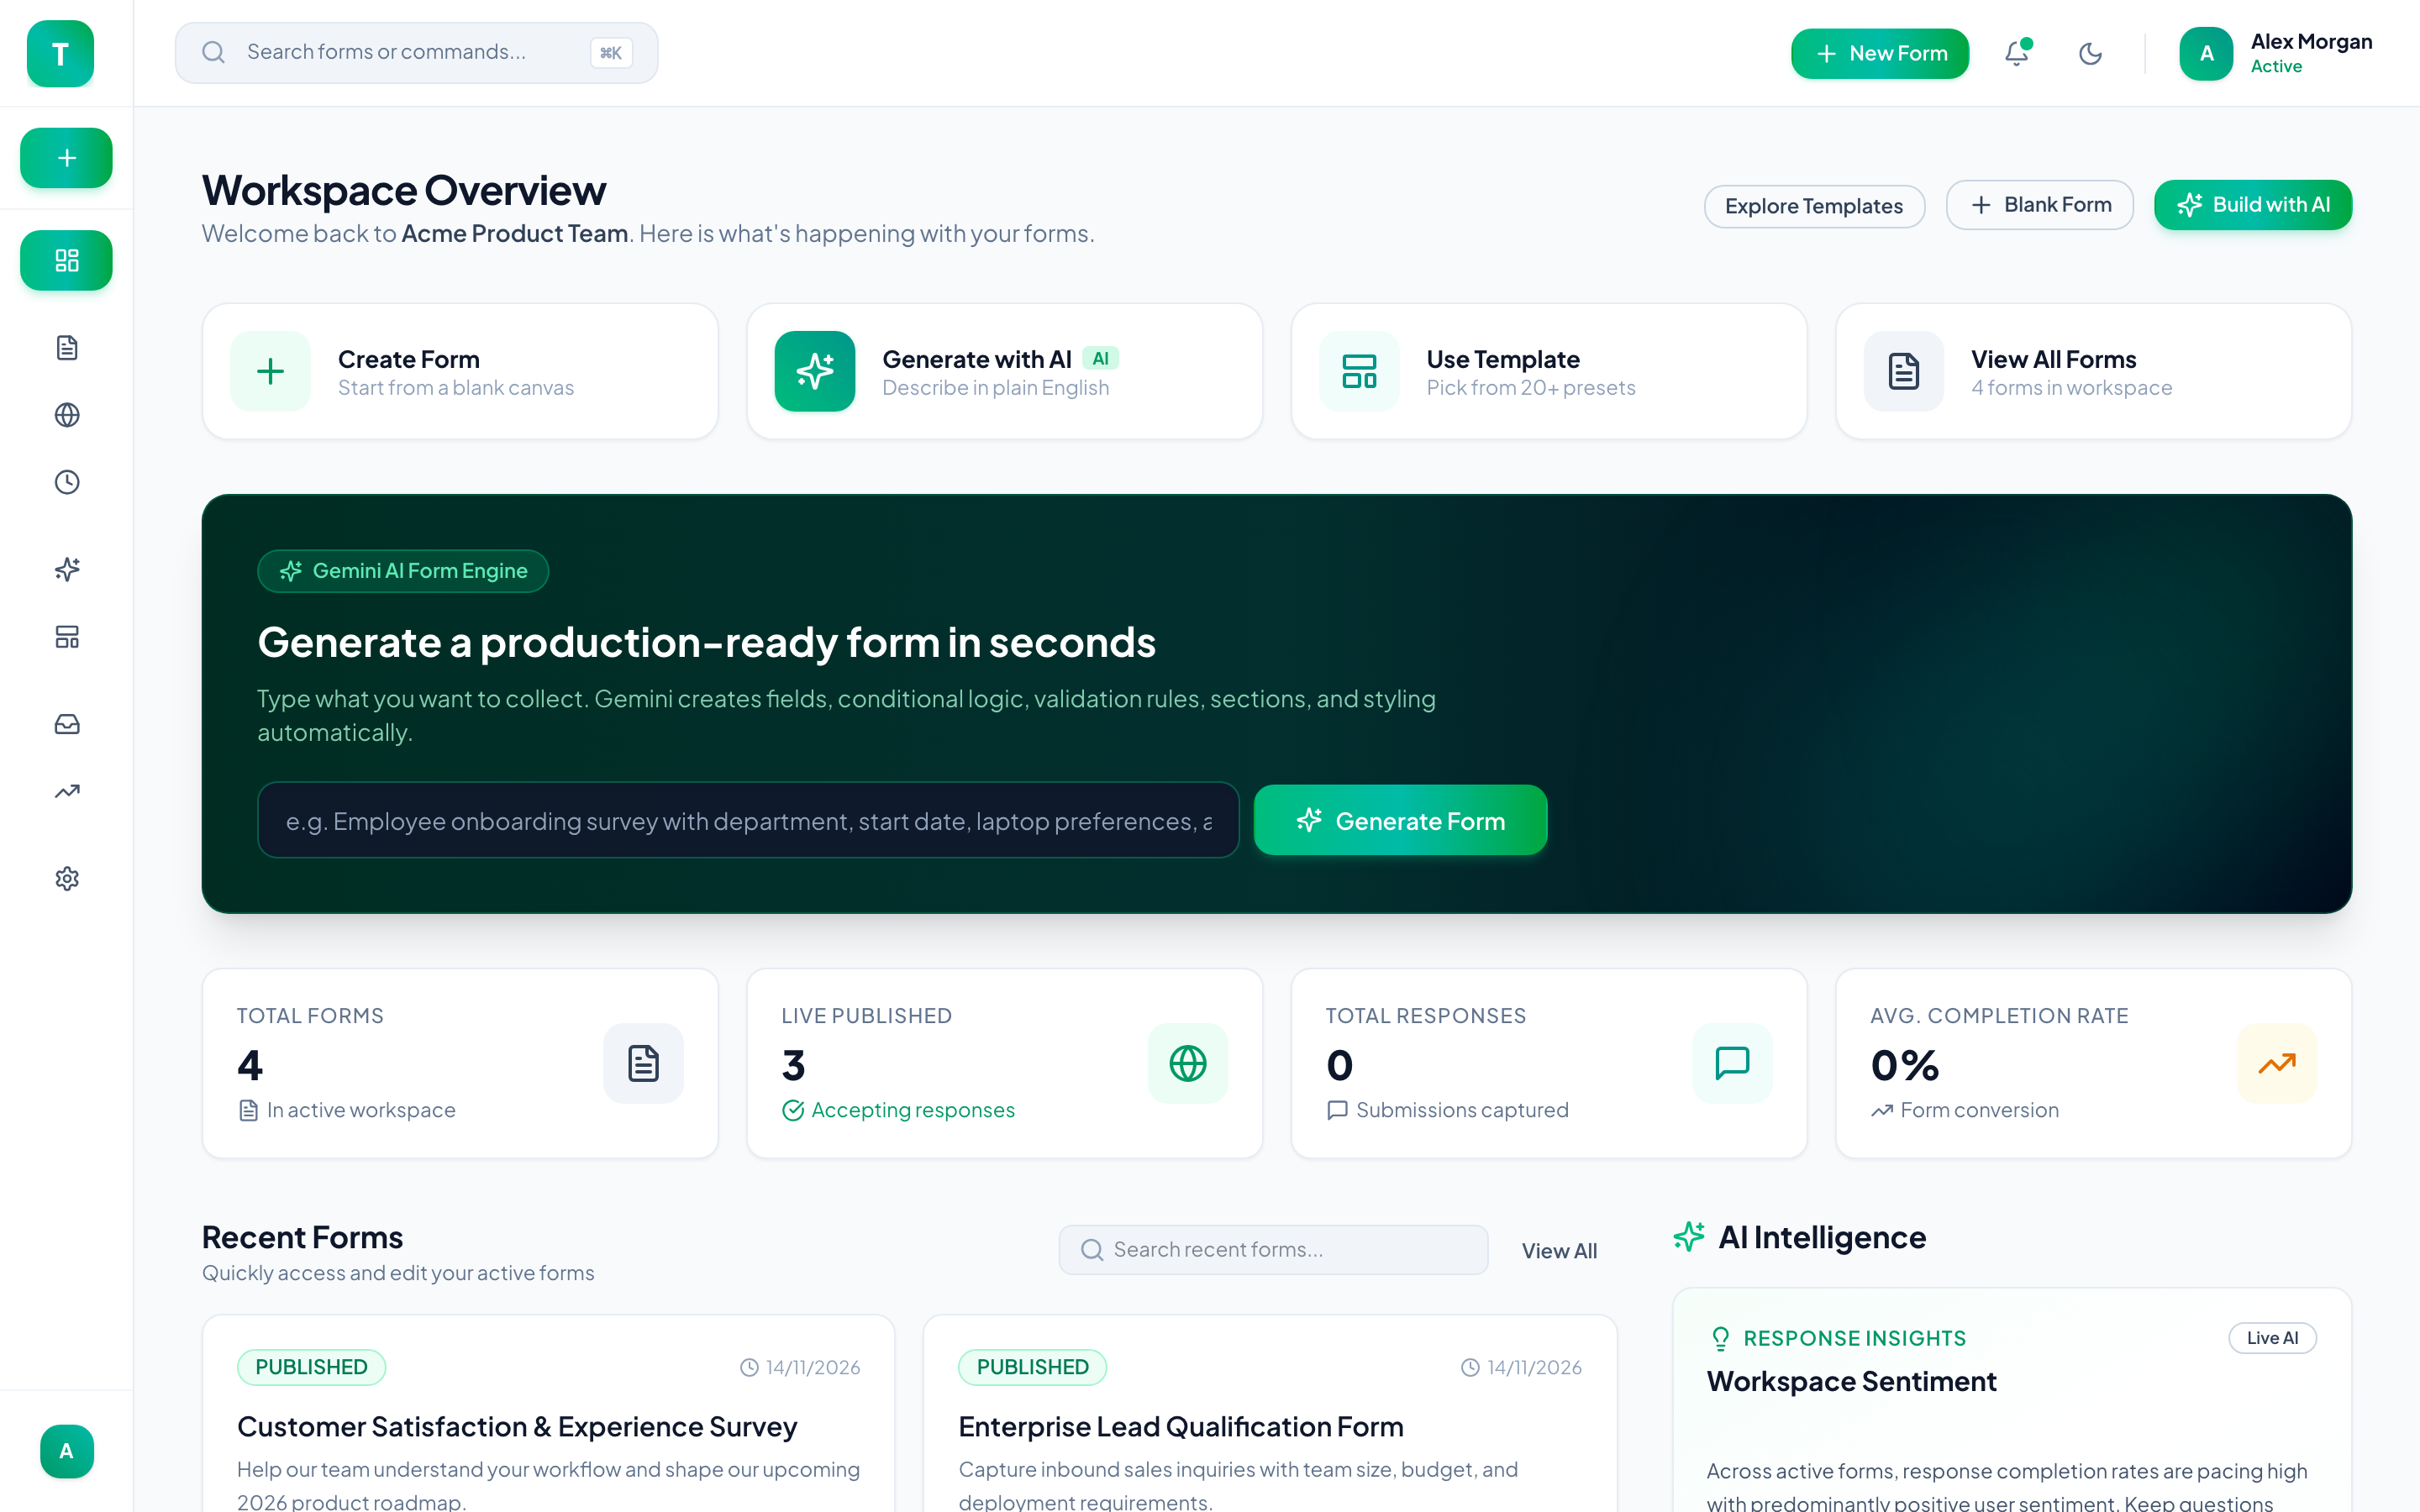 T
Search forms or commands...
⌘K
New Form
A
Alex Morgan
Active
Workspace Overview
Welcome back to Acme Product Team. Here is what's happening with your forms.
Explore Templates
Blank Form
Build with AI
Create Form
Start from a blank canvas
Generate with AI
AI
Describe in plain English
Use Template
Pick from 20+ presets
View All Forms
4 forms in workspace
Gemini AI Form Engine
Generate a production-ready form in seconds
Type what you want to collect. Gemini creates fields, conditional logic, validation rules, sections, and styling
automatically.
e.g. Employee onboarding survey with department, start date, laptop preferences, a
Generate Form
TOTAL FORMS
4
In active workspace
LIVE PUBLISHED
3
Accepting responses
TOTAL RESPONSES
0
Submissions captured
AVG. COMPLETION RATE
0%
Form conversion
Recent Forms
Quickly access and edit your active forms
Search recent forms...
View All
AI Intelligence
PUBLISHED
14/11/2026
Customer Satisfaction & Experience Survey
Help our team understand your workflow and shape our upcoming
2026 product roadmap.
PUBLISHED
14/11/2026
Enterprise Lead Qualification Form
Capture inbound sales inquiries with team size, budget, and
deployment requirements.
RESPONSE INSIGHTS
Live AI
Workspace Sentiment
Across active forms, response completion rates are pacing high
with predominantly positive user sentiment. Keep questions
A